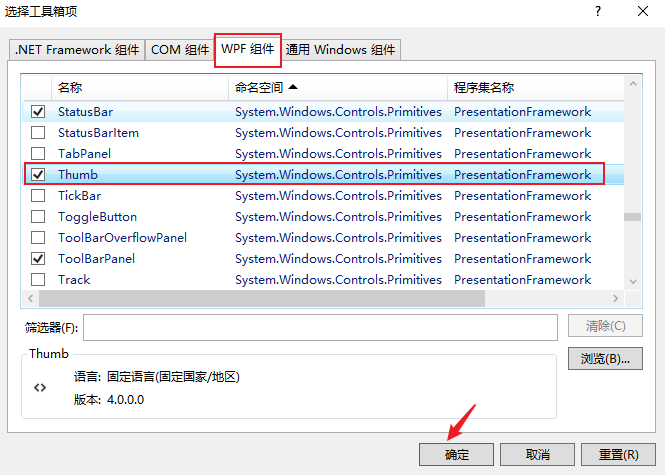 选择工具箱项
.NET Framework 组件 COM 组件 WPF 组件 通用 Windows 组件
名称 命名空间 程序集名称
StatusBar System.Windows.Controls.Primitives PresentationFramework
StatusBarItem System.Windows.Controls.Primitives PresentationFramework
TabPanel System.Windows.Controls.Primitives PresentationFramework
Thumb System.Windows.Controls.Primitives PresentationFramework
TickBar System.Windows.Controls.Primitives PresentationFramework
ToggleButton System.Windows.Controls.Primitives PresentationFramework
ToolBarOverflowPanel System.Windows.Controls.Primitives PresentationFramework
ToolBarPanel System.Windows.Controls.Primitives PresentationFramework
Track System.Windows.Controls.Primitives PresentationFramework
筛选器(F): 清除(C)
Thumb 浏览(B)...
语言: 固定语言(固定国家/地区)
版本: 4.0.0.0
确定 取消 重置(R)